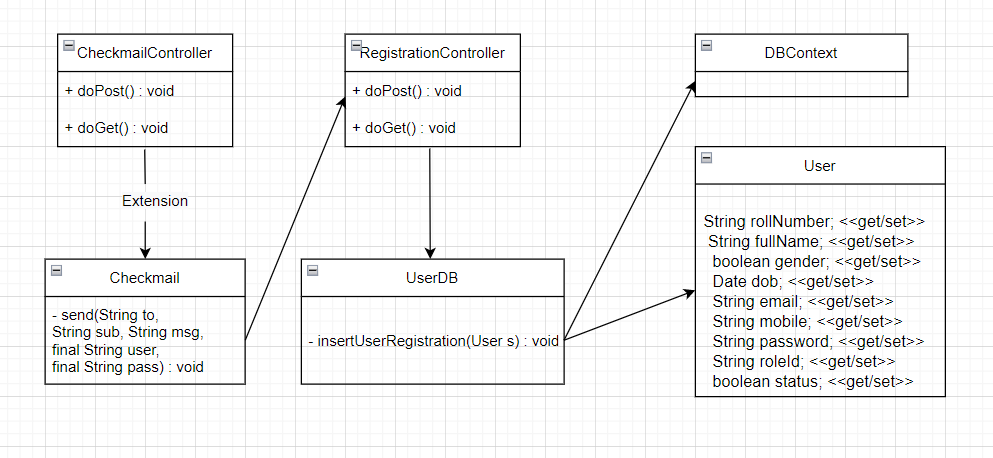 CheckmailController
+ doPost() : void
+ doGet() : void
Extension
Checkmail
- send(String to,
String sub, String msg,
final String user,
final String pass) : void
RegistrationController
+ doPost() : void
+ doGet() : void
UserDB
- insertUserRegistration(User s) : void
DBContext
User
String rollNumber; <<get/set>>
String fullName; <<get/set>>
boolean gender; <<get/set>>
Date dob; <<get/set>>
String email; <<get/set>>
String mobile; <<get/set>>
String password; <<get/set>>
String roleId; <<get/set>>
boolean status; <<get/set>>